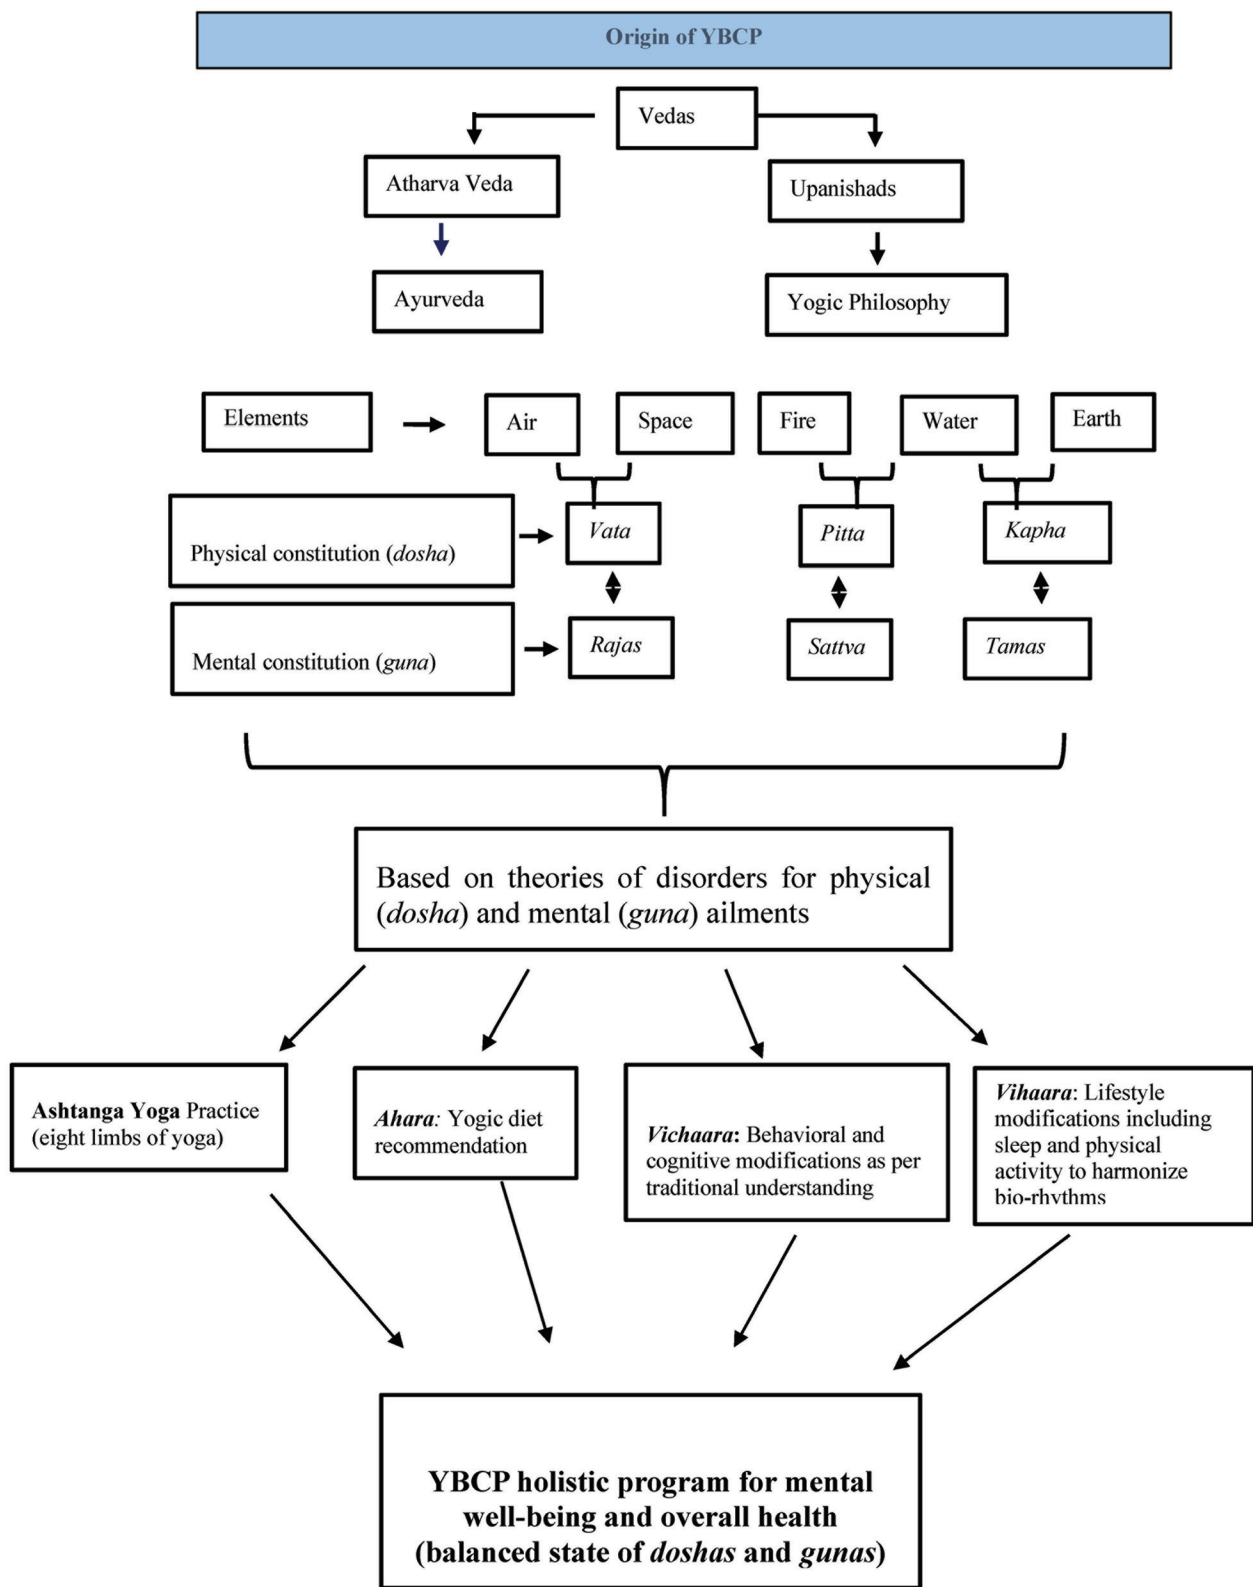 Origin of YBCP
Vedas
Atharva Veda
Upanishads
Ayurveda
Yogic Philosophy
Elements
Air
Space
Fire
Water
Earth
Physical constitution (dosha)
Vata
Pitta
Kapha
Mental constitution (guna)
Rajas
Sattva
Tamas
Based on theories of disorders for physical
(dosha) and mental (guna) ailments
Ashtanga Yoga Practice
(eight limbs of yoga)
Ahara: Yogic diet
recommendation
Vichaara: Behavioral and
cognitive modifications as per
traditional understanding
Vihaara: Lifestyle
modifications including
sleep and physical
activity to harmonize
bio-rhythms
YBCP holistic program for mental
well-being and overall health
(balanced state of doshas and gunas)